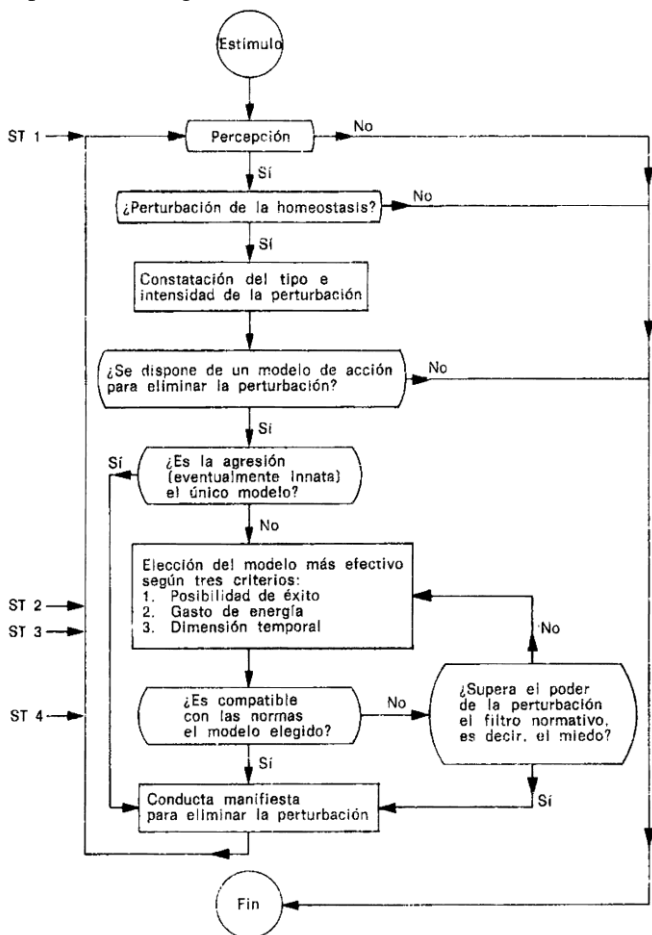 Estímulo
ST 1
Percepción
No
Sí
¿Perturbación de la homeostasis?
No
Sí
Constatación del tipo e
intensidad de la perturbación
¿Se dispone de un modelo de acción
para eliminar la perturbación?
No
Sí
Sí
¿Es la agresión
(eventualmente innata)
el único modelo?
No
Elección del modelo más efectivo
según tres criterios:
1. Posibilidad de éxito
2. Gasto de energía
3. Dimensión temporal
ST 2
ST 3
No
ST 4
¿Es compatible
con las normas
el modelo elegido?
No
¿Supera el poder
de la perturbación
el filtro normativo,
es decir, el miedo?
Sí
Sí
Conducta manifiesta
para eliminar la perturbación
Fin